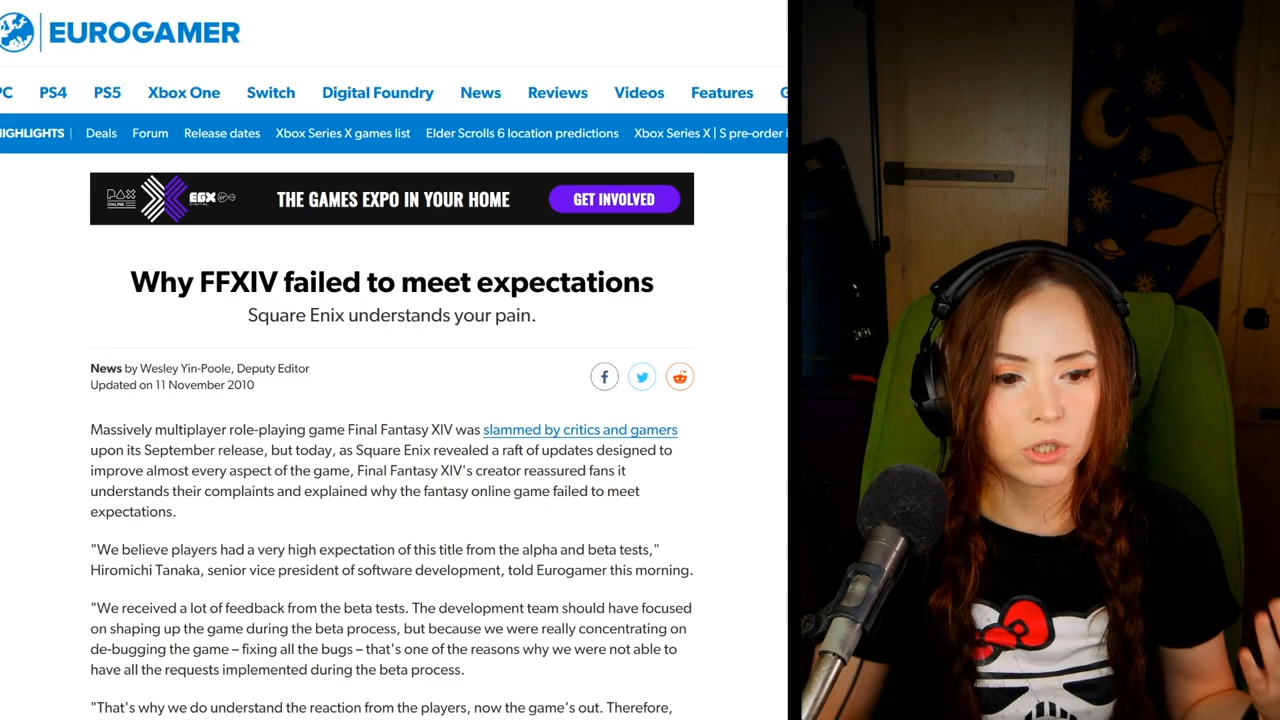 EUROGAMER
PC PS4 PS5 Xbox One Switch Digital Foundry News Reviews Videos Features G
HIGHLIGHTS | Deals Forum Release dates Xbox Series X games list Elder Scrolls 6 location predictions Xbox Series X | S pre-order i
PAX ONLINE EGX DIGITAL THE GAMES EXPO IN YOUR HOME GET INVOLVED
Why FFXIV failed to meet expectations
Square Enix understands your pain.
News by Wesley Yin-Poole, Deputy Editor
Updated on 11 November 2010
Massively multiplayer role-playing game Final Fantasy XIV was slammed by critics and gamers
upon its September release, but today, as Square Enix revealed a raft of updates designed to
improve almost every aspect of the game, Final Fantasy XIV's creator reassured fans it
understands their complaints and explained why the fantasy online game failed to meet
expectations.
"We believe players had a very high expectation of this title from the alpha and beta tests,"
Hiromichi Tanaka, senior vice president of software development, told Eurogamer this morning.
"We received a lot of feedback from the beta tests. The development team should have focused
on shaping up the game during the beta process, but because we were really concentrating on
de-bugging the game – fixing all the bugs – that's one of the reasons why we were not able to
have all the requests implemented during the beta process.
"That's why we do understand the reaction from the players, now the game's out. Therefore,